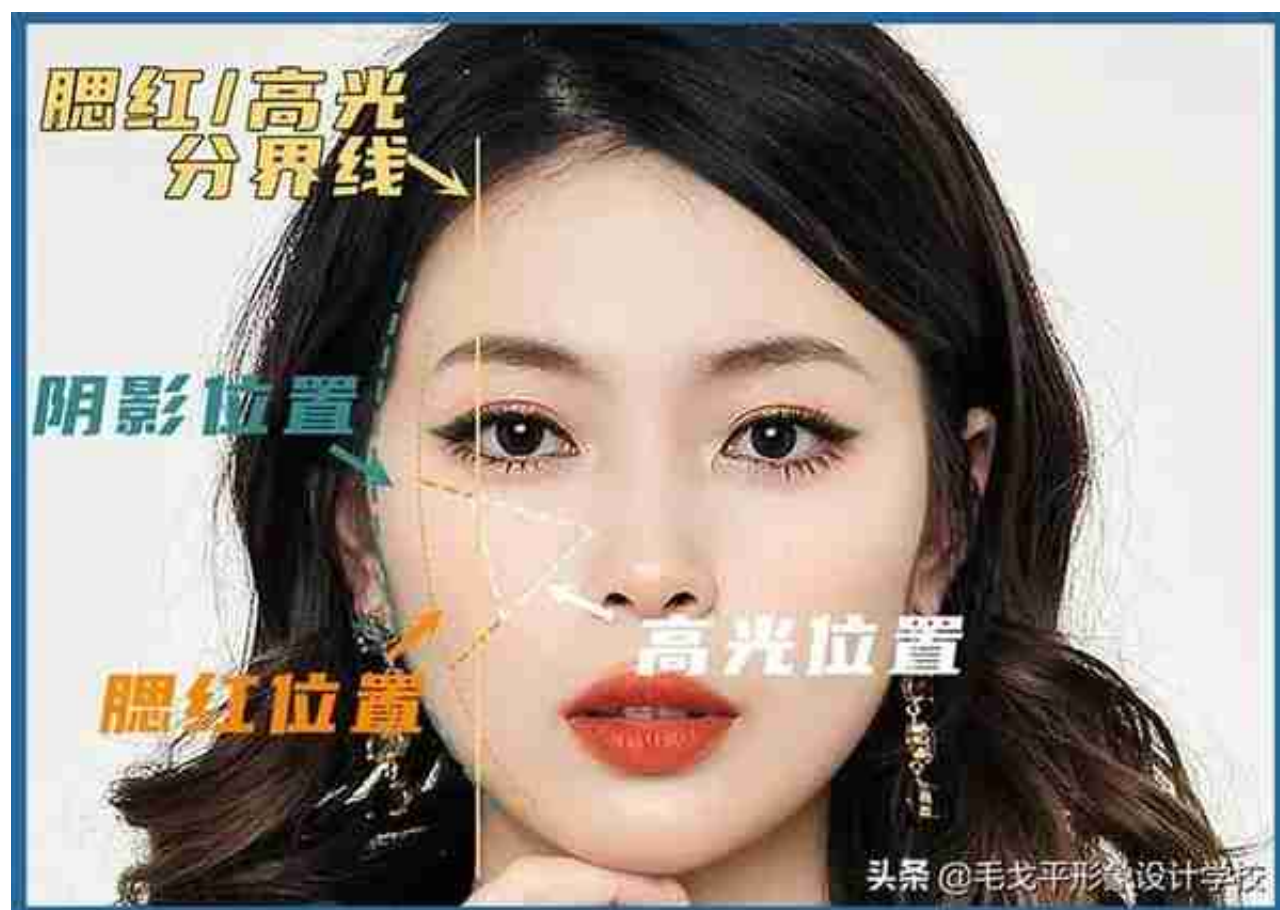 腮红/高光
分界线
阴影位置
高光位置
腮红位置
头条 @毛戈平形象设计学校